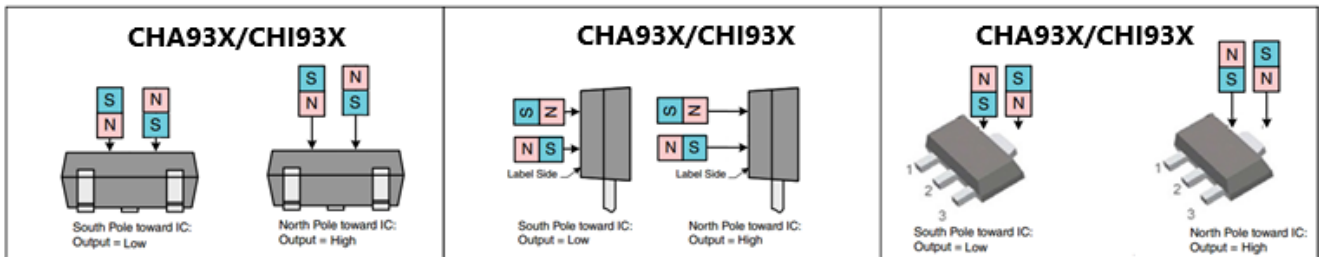 CHA93X/CHI93X
S
N
N
S
S
N
N
S
South Pole toward IC:
Output = Low
North Pole toward IC:
Output = High
CHA93X/CHI93X
S N
N S
Label Side
S N
N S
Label Side
South Pole toward IC:
Output = Low
North Pole toward IC:
Output = High
CHA93X/CHI93X
N
S
S
N
1
2
3
N
S
S
N
1
2
3
South Pole toward IC:
Output = Low
North Pole toward IC:
Output = High